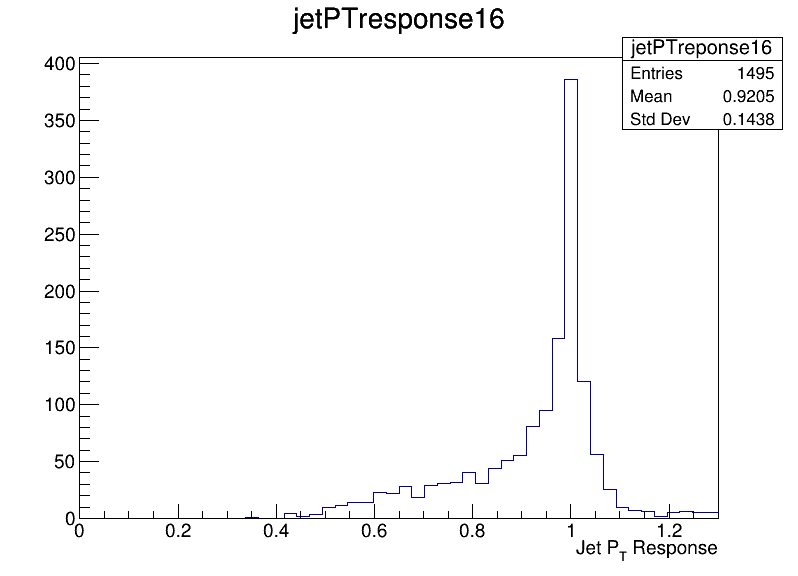 jetPTresponse16
jetPTreponse16
Entries 1495
Mean 0.9205
Std Dev 0.1438
400
350
300
250
200
150
100
50
0
0 0.2 0.4 0.6 0.8 1 1.2
Jet PT Response